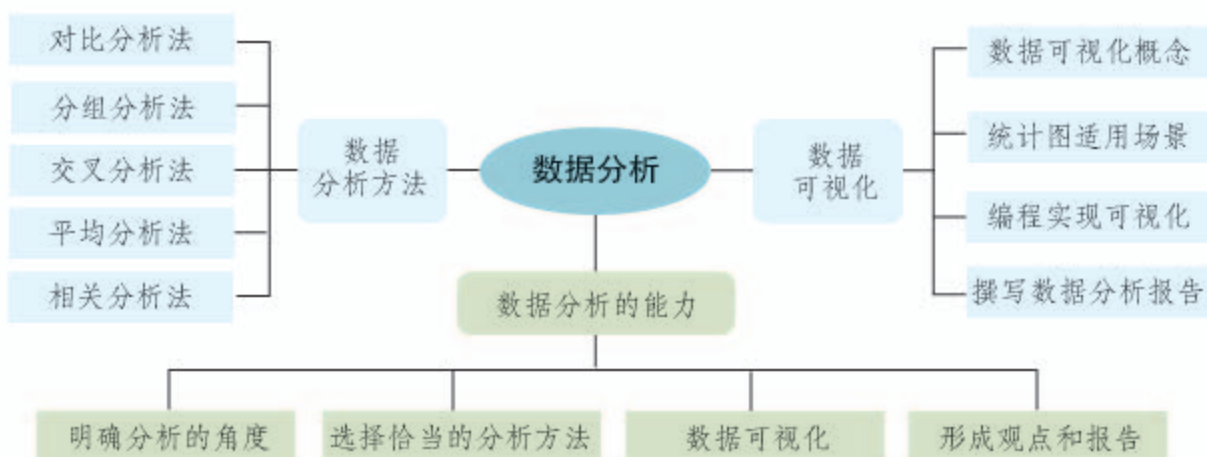 对比分析法
分组分析法
交叉分析法
平均分析法
相关分析法
数据
分析方法
数据分析
数据
可视化
数据可视化概念
统计图适用场景
编程实现可视化
撰写数据分析报告
数据分析的能力
明确分析的角度
选择恰当的分析方法
数据可视化
形成观点和报告